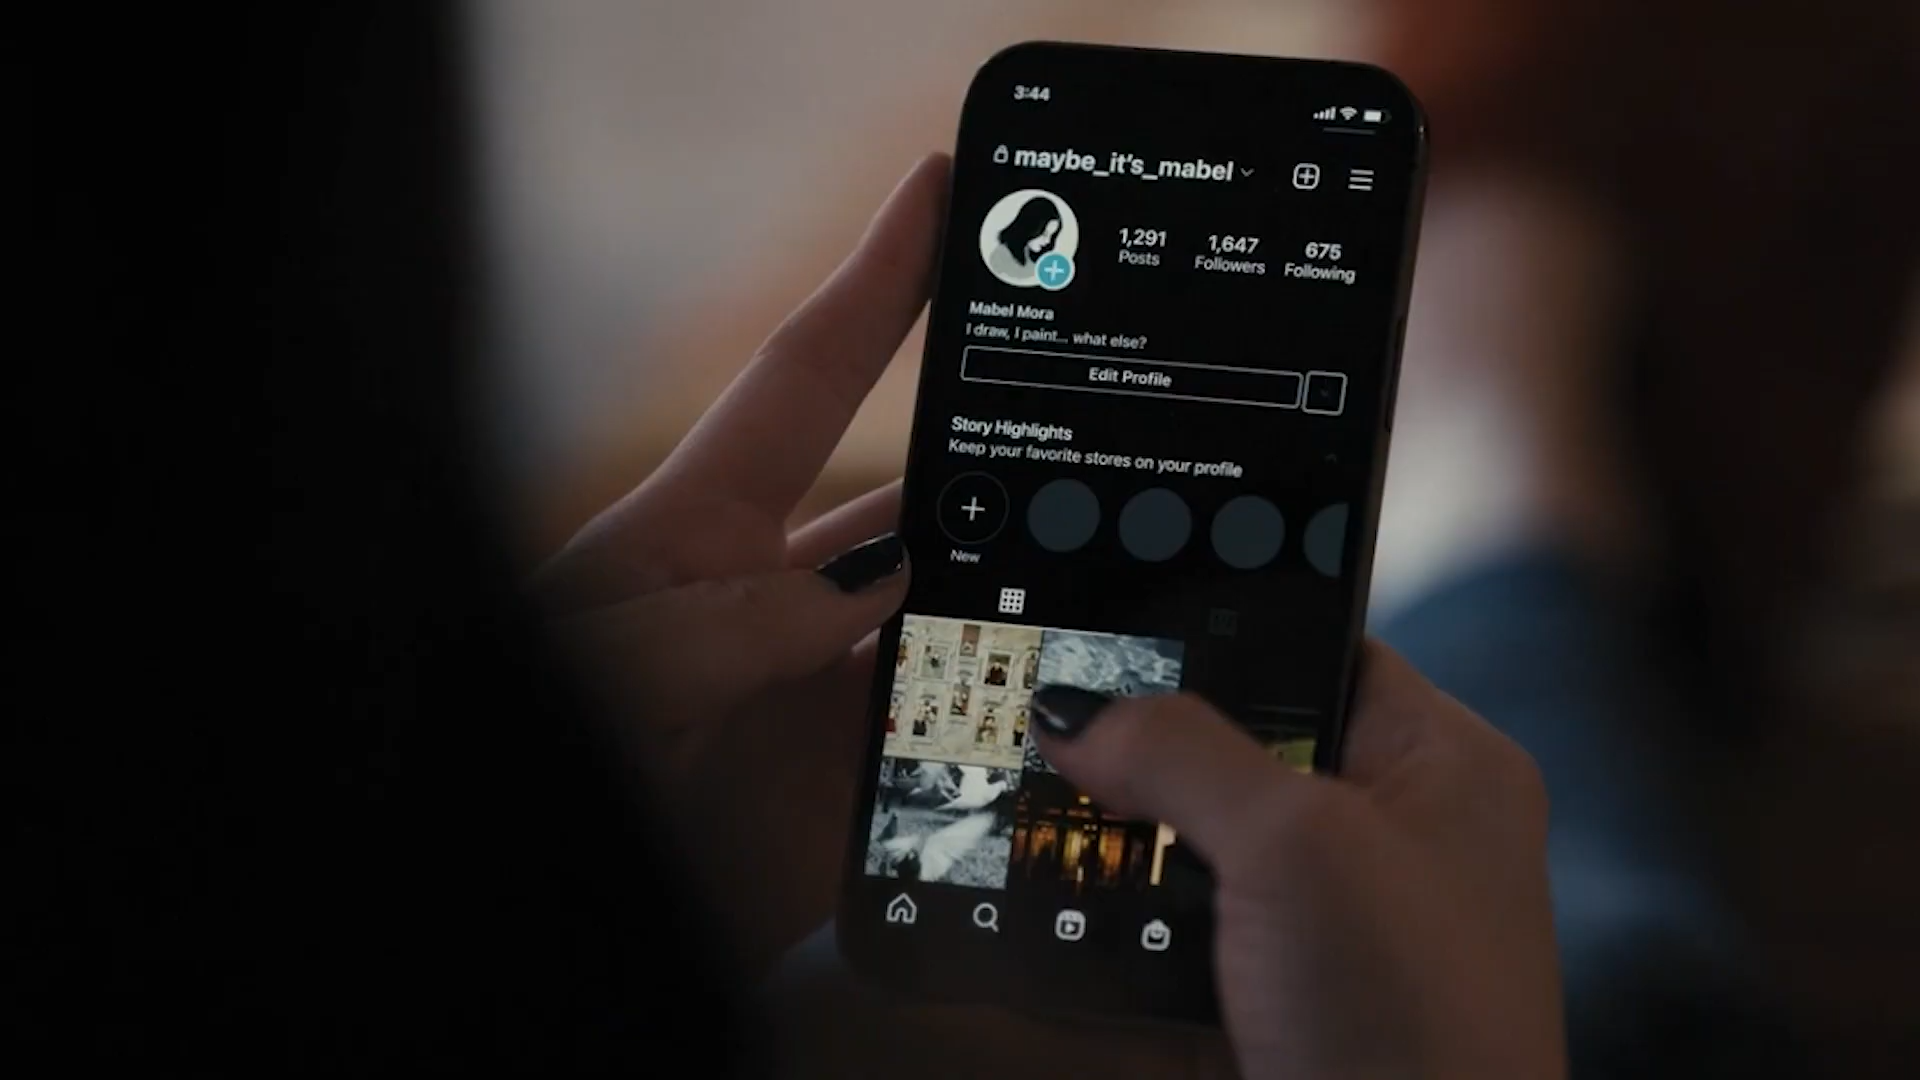 3:44
maybe_it's_mabel
1,291 1,647 675
Posts Followers Following
Mabel Mora
I draw, I paint... what else?
Edit Profile
Story Highlights
Keep your favorite stores on your profile
New